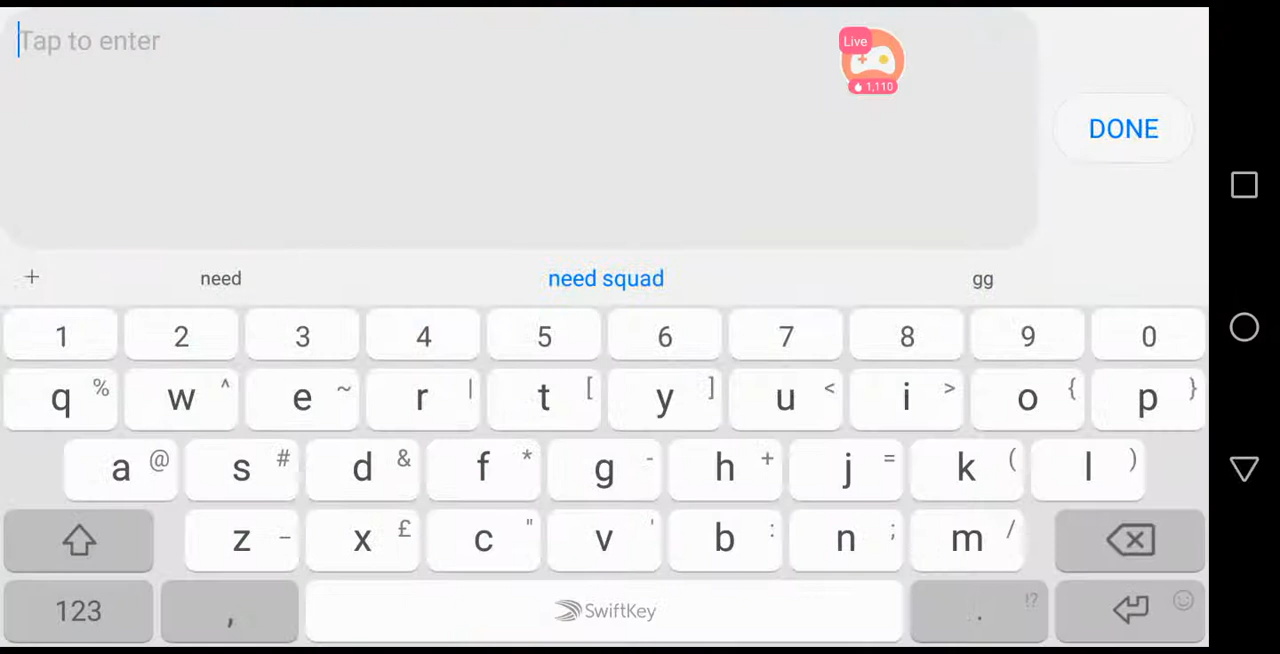 Tap to enter
Live
1,110
DONE
+ need need squad gg
1 2 3 4 5 6 7 8 9 0
q % w ^ e ~ r | t [ y ] u < i > o { p }
a @ s # d & f * g - h + j = k ( l )
z _ x £ c " v ' b : n ; m /
123 , SwiftKey . !?